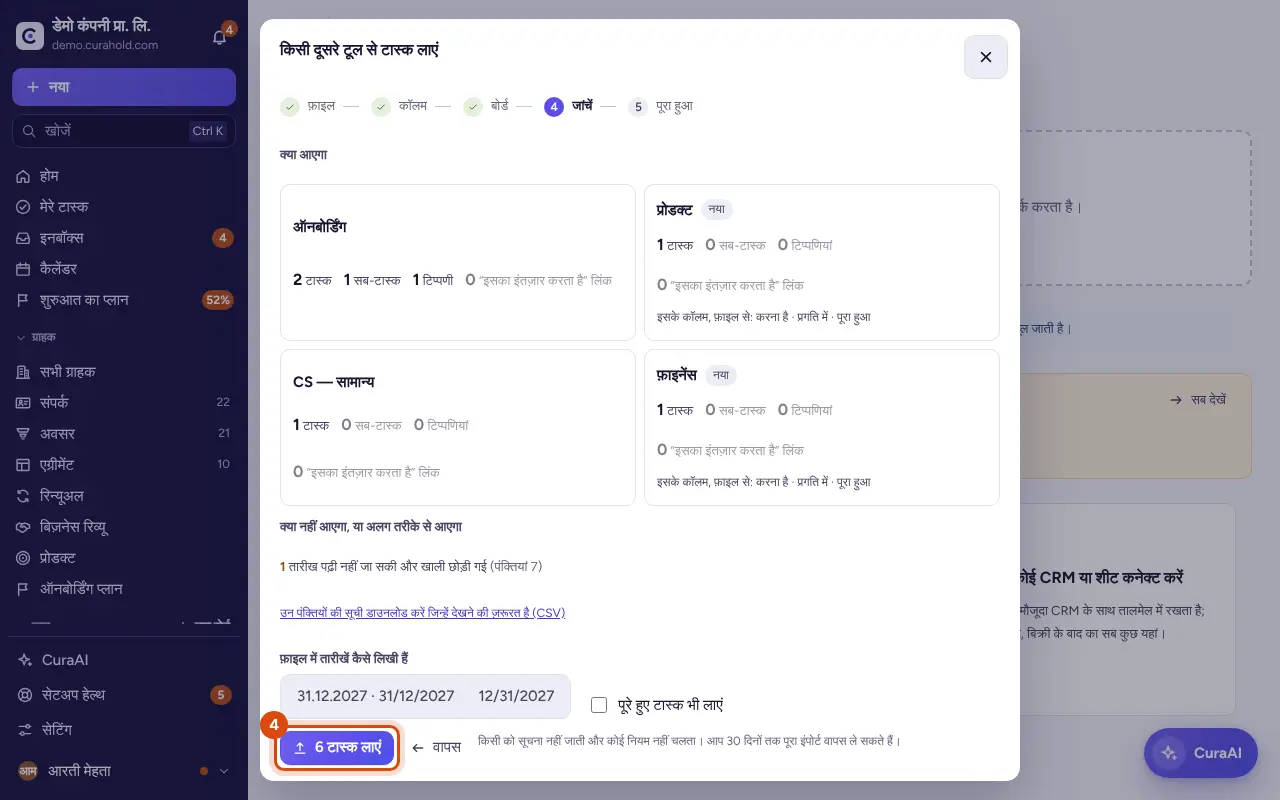 डेमो कंपनी प्रा. लि.
demo.curahold.com
4
नया
खोजें
Ctrl K
होम
मेरे टास्क
इनबॉक्स
4
कैलेंडर
शुरुआत का प्लान
52%
ग्राहक
सभी ग्राहक
संपर्क
22
अवसर
21
एग्रीमेंट
10
रिन्यूअल
बिज़नेस रिव्यू
प्रोडक्ट
ऑनबोर्डिंग प्लान
CuraAI
सेटअप हेल्थ
5
सेटिंग
आम
आरती मेहता
किसी दूसरे टूल से टास्क लाएं
फ़ाइल
कॉलम
बोर्ड
4
जांचें
5
पूरा हुआ
क्या आएगा
ऑनबोर्डिंग
2 टास्क 1 सब-टास्क 1 टिप्पणी 0 "इसका इंतज़ार करता है" लिंक
प्रोडक्ट नया
1 टास्क 0 सब-टास्क 0 टिप्पणियां
0 "इसका इंतज़ार करता है" लिंक
इसके कॉलम, फ़ाइल से: करना है · प्रगति में · पूरा हुआ
CS — सामान्य
1 टास्क 0 सब-टास्क 0 टिप्पणियां
0 "इसका इंतज़ार करता है" लिंक
फ़ाइनेंस नया
1 टास्क 0 सब-टास्क 0 टिप्पणियां
0 "इसका इंतज़ार करता है" लिंक
इसके कॉलम, फ़ाइल से: करना है · प्रगति में · पूरा हुआ
क्या नहीं आएगा, या अलग तरीके से आएगा
1 तारीख पढ़ी नहीं जा सकी और खाली छोड़ी गई (पंक्तियां 7)
उन पंक्तियों की सूची डाउनलोड करें जिन्हें देखने की ज़रूरत है (CSV)
फ़ाइल में तारीखें कैसे लिखी हैं
31.12.2027 · 31/12/2027 12/31/2027
पूरे हुए टास्क भी लाएं
4
6 टास्क लाएं
वापस
किसी को सूचना नहीं जाती और कोई नियम नहीं चलता। आप 30 दिनों तक पूरा इंपोर्ट वापस ले सकते हैं।
करता है।
जाती है।
सब देखें
कोई CRM या शीट कनेक्ट करें
मौजूदा CRM के साथ तालमेल में रखता है;
बिक्री के बाद का सब कुछ यहां।
CuraAI